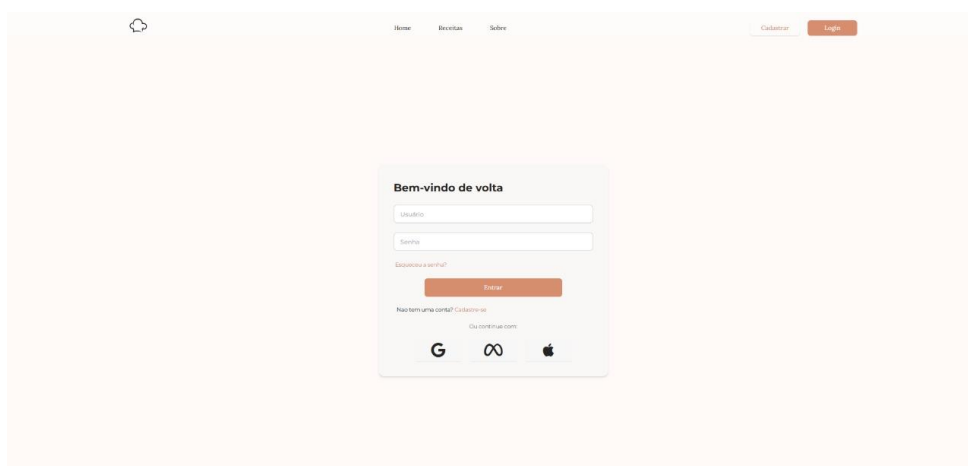 Home Receitas Sobre Cadastrar Login
Bem-vindo de volta
Usuário
Senha
Esqueceu a senha?
Entrar
Nao tem uma conta? Cadastre-se
Ou continue com: